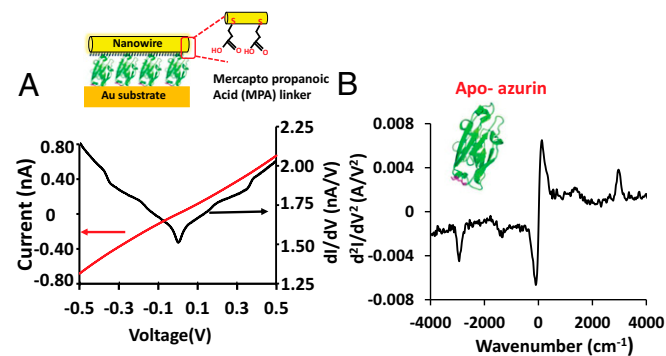 Nanowire
Au substrate
S
S
HO
O
HO
O
Mercapto propanoic
Acid (MPA) linker
A
Current (nA)
0.80
0.40
0
-0.40
-0.80
-0.5
-0.3
-0.1
0.1
0.3
0.5
Voltage(V)
2.25
2.00
1.75
1.50
1.25
dI/dV (nA/V)
B
Apo- azurin
d²I/dV² (A/V²)
0.008
0.004
0
-0.004
-0.008
-4000
-2000
0
2000
4000
Wavenumber (cm⁻¹)